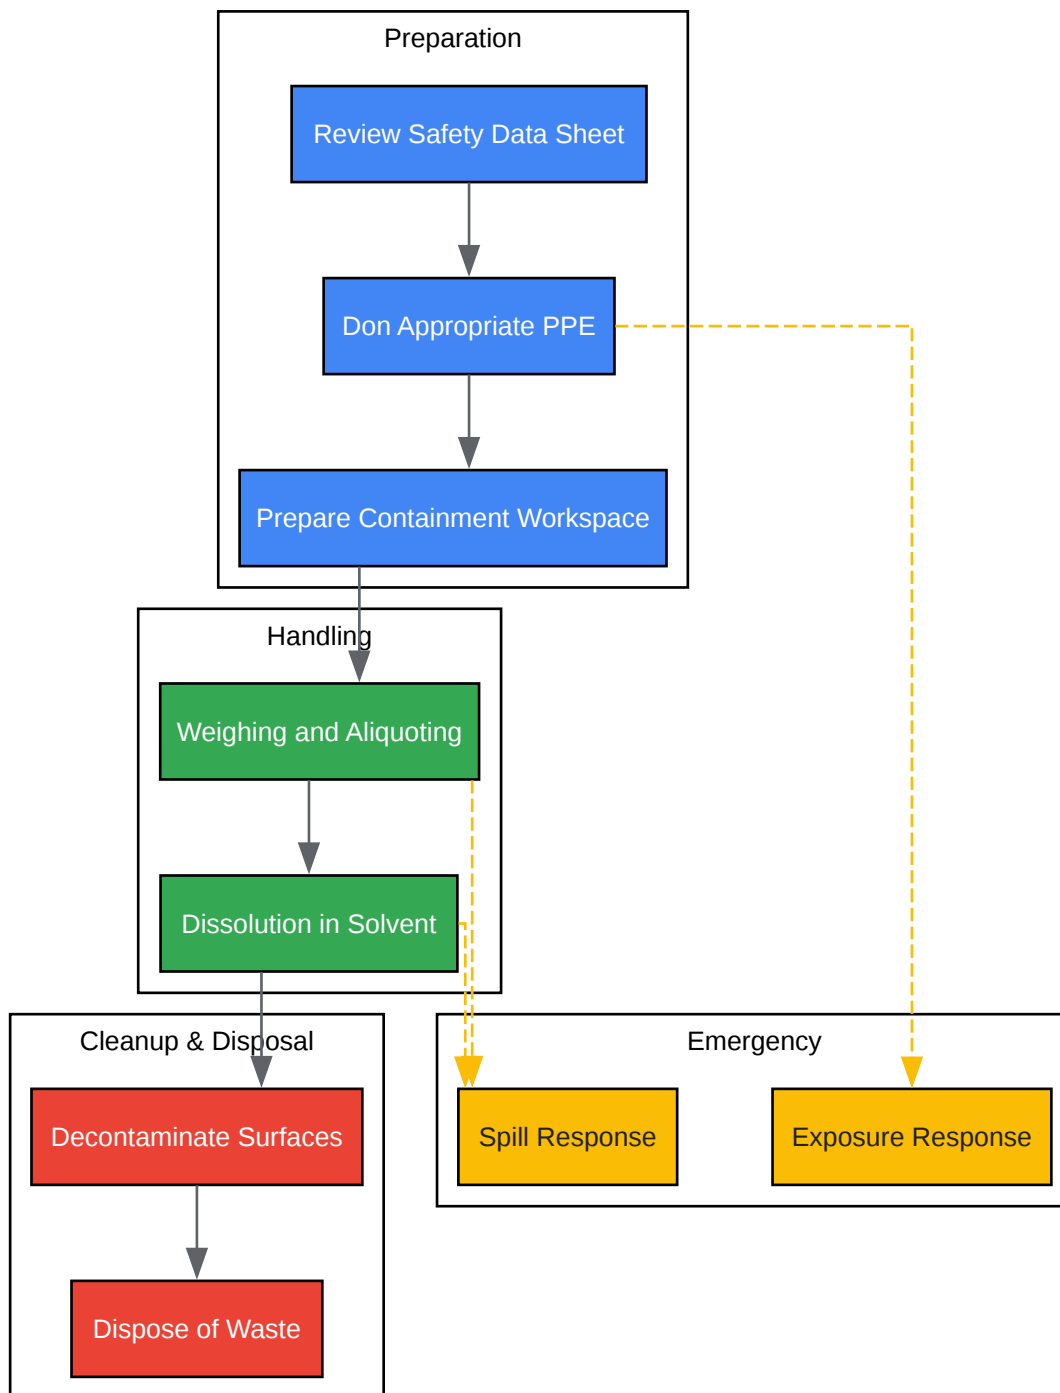 Preparation
Review Safety Data Sheet
Don Appropriate PPE
Prepare Containment Workspace
Handling
Weighing and Aliquoting
Dissolution in Solvent
Cleanup & Disposal
Decontaminate Surfaces
Dispose of Waste
Emergency
Spill Response
Exposure Response